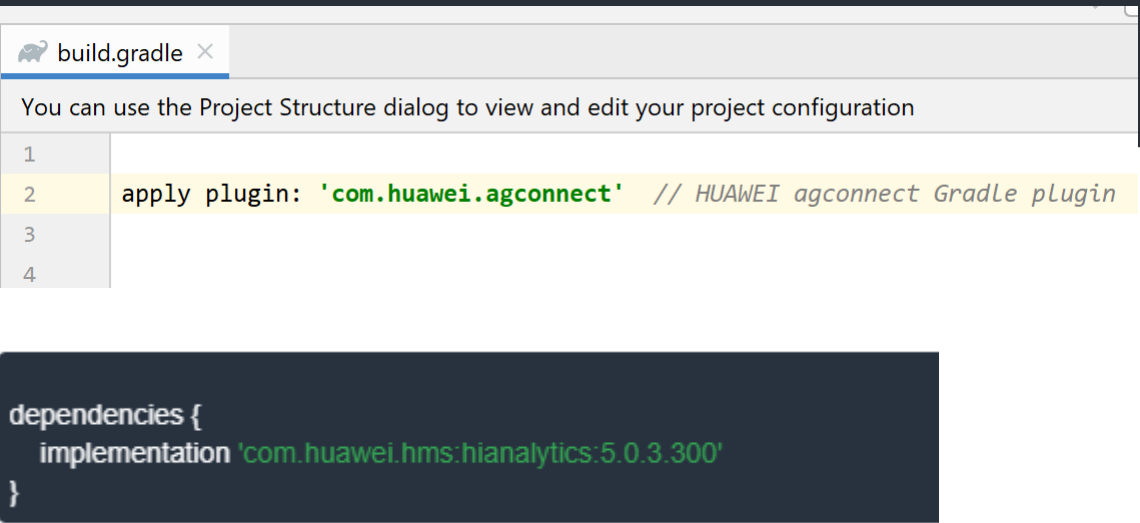 build.gradle
You can use the Project Structure dialog to view and edit your project configuration
1
2 apply plugin: 'com.huawei.agconnect' // HUAWEI agconnect Gradle plugin
3
4
dependencies {
implementation 'com.huawei.hms:hianalytics:5.0.3.300'
}